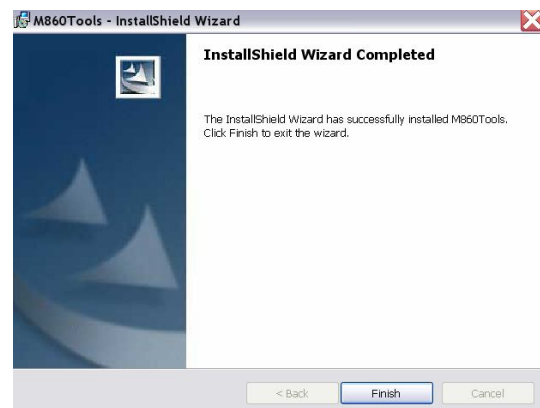 M860Tools - InstallShield Wizard
InstallShield Wizard Completed
The InstallShield Wizard has successfully installed M860Tools.
Click Finish to exit the wizard.
< Back
Finish
Cancel